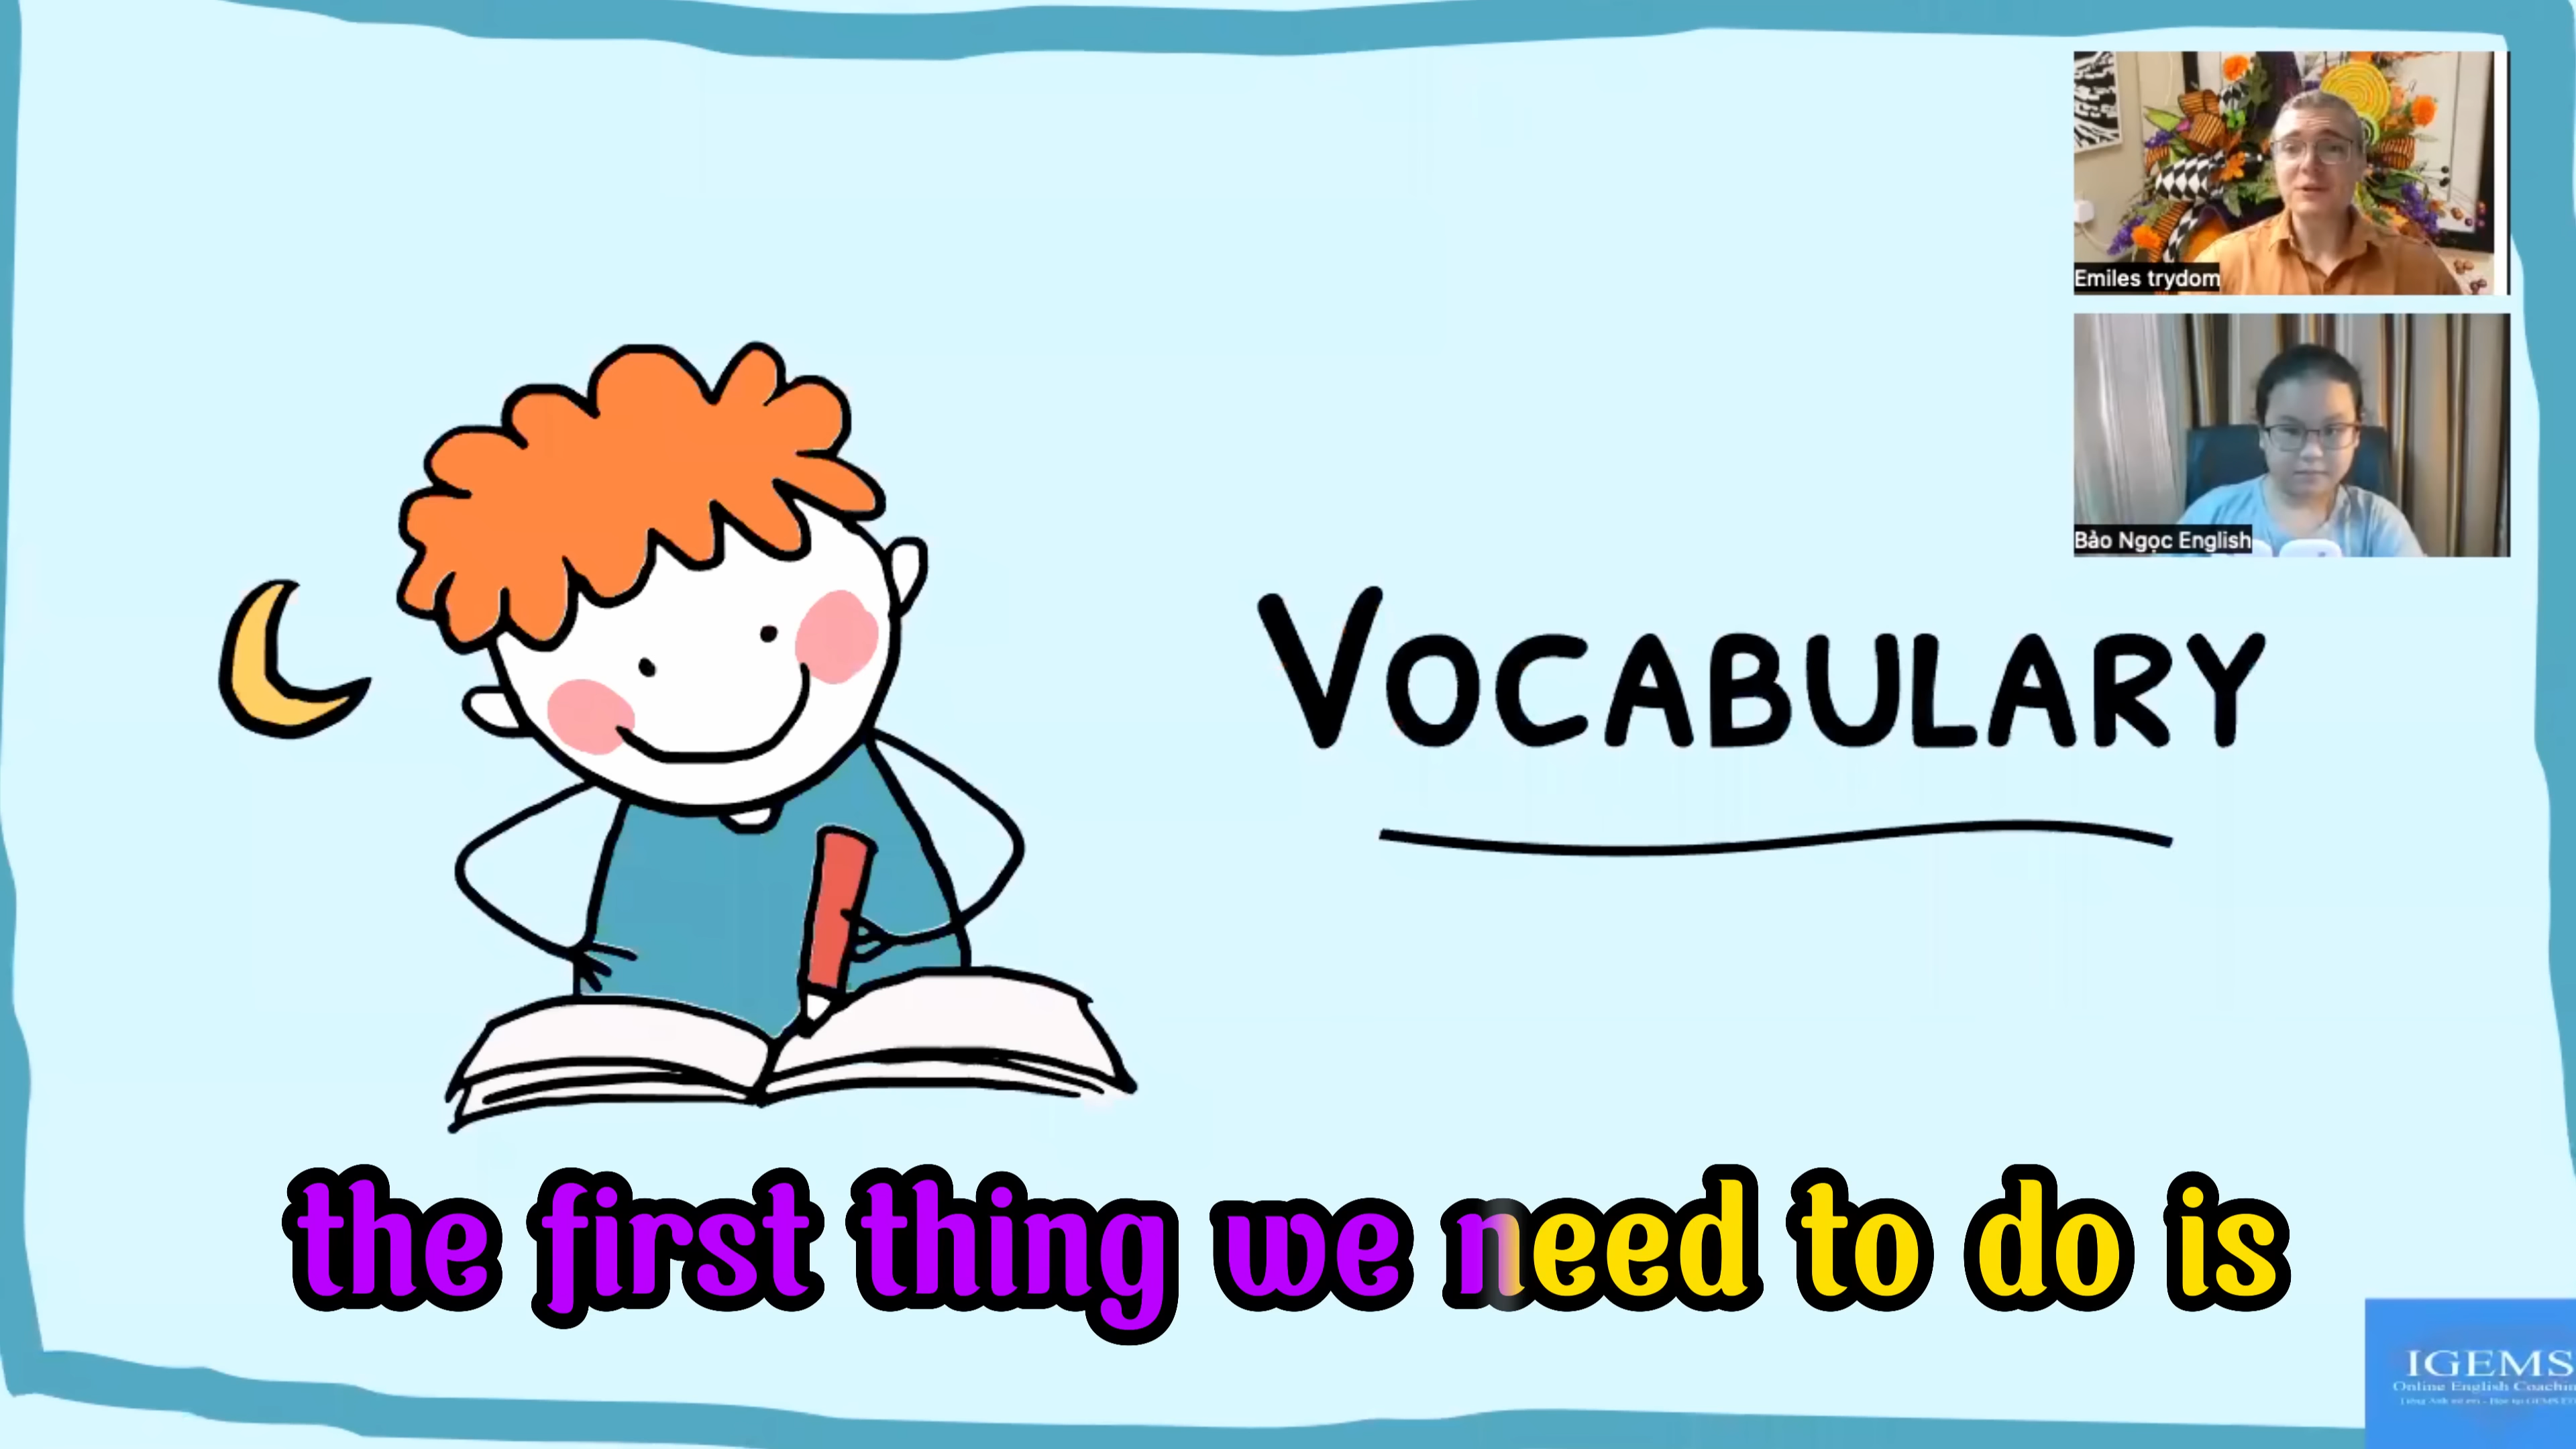 Emiles trydom
Bảo Ngọc English
VOCABULARY
the first thing we need to do is
IGEMS
Online English Coachin